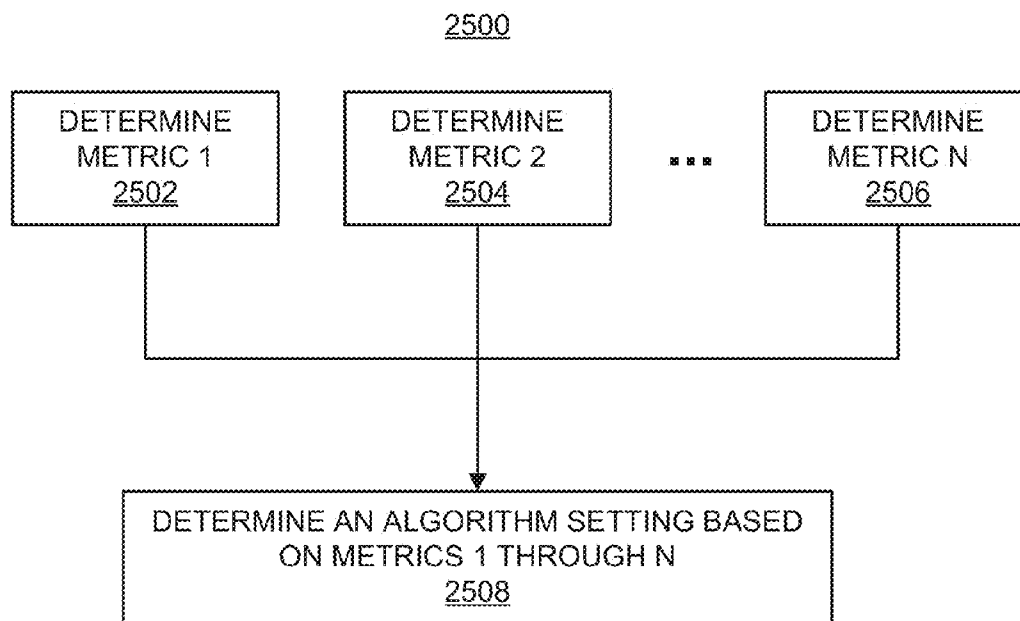 2500
DETERMINE
METRIC 1
2502
DETERMINE
METRIC 2
2504
...
DETERMINE
METRIC N
2506
DETERMINE AN ALGORITHM SETTING BASED
ON METRICS 1 THROUGH N
2508